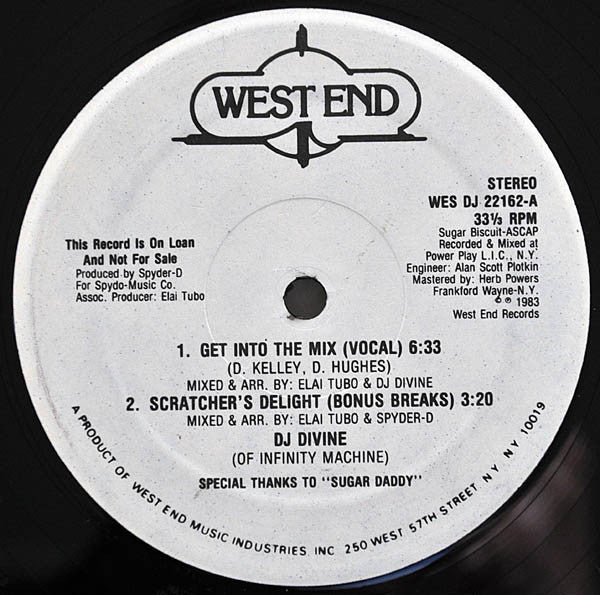 WEST END
STEREO
WES DJ 22162-A
33⅓ RPM
Sugar Biscuit-ASCAP
Recorded & Mixed at
Power Play L.I.C., N.Y.
Engineer: Alan Scott Plotkin
Mastered by: Herb Powers
Frankford Wayne-N.Y.
© ℗ 1983
West End Records
This Record Is On Loan
And Not For Sale
Produced by Spyder-D
For Spydo-Music Co.
Assoc. Producer: Elai Tubo
1. GET INTO THE MIX (VOCAL) 6:33
(D. KELLEY, D. HUGHES)
MIXED & ARR. BY: ELAI TUBO & DJ DIVINE
2. SCRATCHER'S DELIGHT (BONUS BREAKS) 3:20
MIXED & ARR. BY: ELAI TUBO & SPYDER-D
DJ DIVINE
(OF INFINITY MACHINE)
SPECIAL THANKS TO "SUGAR DADDY"
A PRODUCT OF WEST END MUSIC INDUSTRIES, INC. 250 WEST 57TH STREET N.Y. NY 10019